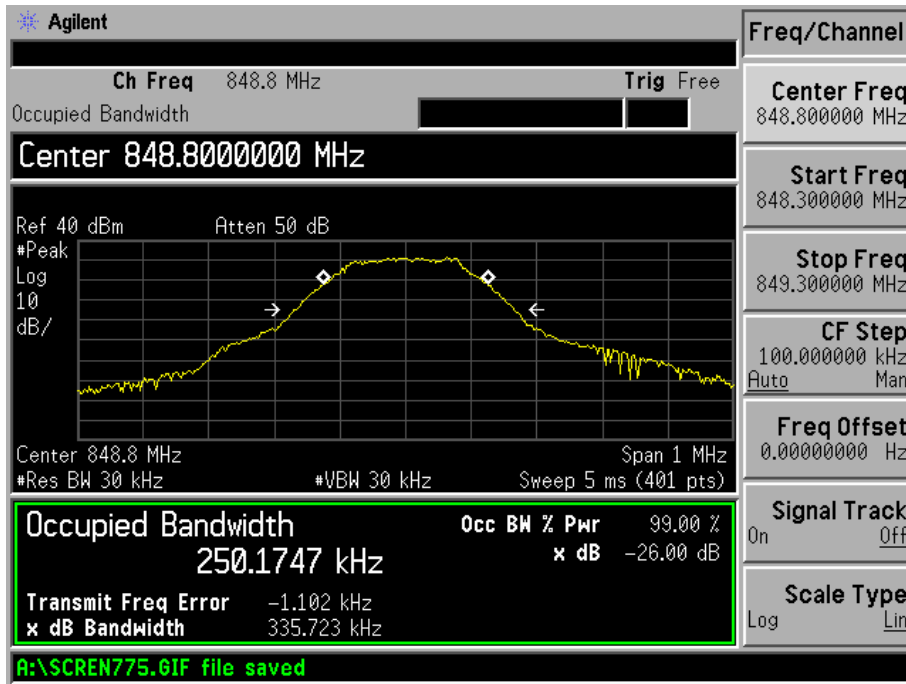 Agilent
Ch Freq 848.8 MHz Trig Free
Occupied Bandwidth
Center 848.8000000 MHz
Ref 40 dBm Atten 50 dB
#Peak
Log
10
dB/
Center 848.8 MHz Span 1 MHz
#Res BW 30 kHz #VBW 30 kHz Sweep 5 ms (401 pts)
Occupied Bandwidth
250.1747 kHz
Occ BW % Pwr 99.00 %
x dB -26.00 dB
Transmit Freq Error -1.102 kHz
x dB Bandwidth 335.723 kHz
A:\SCREN775.GIF file saved
Freq/Channel
Center Freq
848.800000 MHz
Start Freq
848.300000 MHz
Stop Freq
849.300000 MHz
CF Step
100.000000 kHz
Auto Man
Freq Offset
0.00000000 Hz
Signal Track
On Off
Scale Type
Log Lin